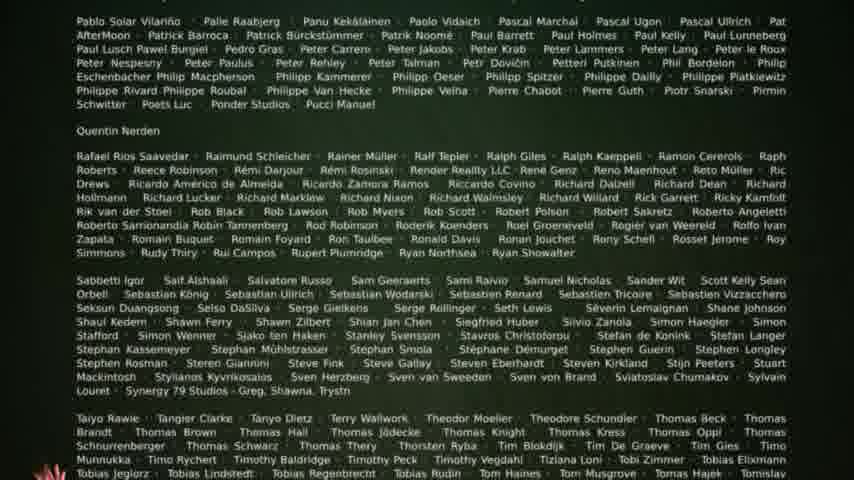 Pablo Solar Vilariño · Palle Raabjerg · Panu Kekäläinen · Paolo Vidaich · Pascal Marchal · Pascal Ugon · Pascal Ullrich · Pat
AfterMoon · Patrick Barroca · Patrick Bürckstümmer · Patrik Noomé · Paul Barrett · Paul Holmes · Paul Kelly · Paul Lunneberg
Paul Lusch Pawel Burgiel · Pedro Gras · Peter Carrero · Peter Jakobs · Peter Krab · Peter Lammers · Peter Lang · Peter le Roux
Peter Nespesny · Peter Paulus · Peter Rehley · Peter Talman · Petr Dovičin · Petteri Putkinen · Phil Bordelon · Philip
Eschenbacher Philip Macpherson · Philipp Kammerer · Philipp Oeser · Philipp Spitzer · Philippe Dailly · Philippe Piatkiewitz
Philippe Rivard Philippe Roubal · Philippe Van Hecke · Philippe Veiha · Pierre Chabot · Pierre Guth · Piotr Snarski · Pirmin
Schwitter · Poets Luc · Ponder Studios · Pucci Manuel
Quentin Nerden
Rafael Rios Saavedar · Raimund Schleicher · Rainer Müller · Ralf Tepler · Ralph Giles · Ralph Kaeppeli · Ramon Cererols · Raph
Roberts · Reece Robinson · Rémi Darjour · Rémi Rosinski · Render Reality LLC · René Genz · Reno Maenhout · Reto Müller · Ric
Drews · Ricardo Américo de Almeida · Ricardo Zamora Ramos · Riccardo Covino · Richard Dalzell · Richard Dean · Richard
Hollmann · Richard Lucker · Richard Marklew · Richard Nixon · Richard Walmsley · Richard Willard · Rick Garrett · Ricky Kamfolt
Rik van der Stoel · Rob Black · Rob Lawson · Rob Myers · Rob Scott · Robert Polson · Robert Sakretz · Roberto Angeletti
Roberto Samonandia Robin Tannenberg · Rod Robinson · Roderik Koenders · Roel Groeneveld · Rogier van Weereld · Rolfo Ivan
Zapata · Romain Buquet · Romain Foyard · Ron Taulbee · Ronald Davis · Ronan Jouchet · Rony Schell · Rosset Jerome · Roy
Simmons · Rudy Thiry · Rui Campos · Rupert Plumridge · Ryan Northsea · Ryan Showalter
Sabbetti Igor · Saif Alshaali · Salvatore Russo · Sam Geeraerts · Sami Raivio · Samuel Nicholas · Sander Wit · Scott Kelly Sean
Orbell · Sebastian König · Sebastian Ullrich · Sebastian Wodarski · Sebastien Renard · Sebastien Tricoire · Sebastien Vizzacchero
Seksun Duangsong · Selso DaSilva · Serge Gielkens · Serge Reilinger · Seth Lewis · Séverin Lemaignan · Shane Johnson
Shaul Kedem · Shawn Ferry · Shawn Zilbert · Shian Jan Chen · Siegfried Huber · Silvio Zanola · Simon Haegler · Simon
Stafford · Simon Wenner · Sjako ten Haken · Stanley Svensson · Stavros Christoforou · Stefan de Konink · Stefan Langer
Stephan Kassemeyer · Stephan Mühlstrasser · Stephan Smola · Stéphane Démurget · Stephen Guerin · Stephen Longley
Stephen Rosman · Steren Giannini · Steve Fink · Steve Gallay · Steven Eberhardt · Steven Kirkland · Stijn Peeters · Stuart
Mackintosh · Stylianos Kyvrikosaios · Sven Herzberg · Sven van Sweeden · Sven von Brand · Sviatoslav Chumakov · Sylvain
Louret · Synergy 79 Studios - Greg, Shawna, Trystn
Taiyo Rawie · Tangier Clarke · Tanyo Dietz · Terry Wallwork · Theodor Moeller · Theodore Schundler · Thomas Beck · Thomas
Brandt · Thomas Brown · Thomas Hall · Thomas Jödecke · Thomas Knight · Thomas Kress · Thomas Oppl · Thomas
Schnurrenberger · Thomas Schwarz · Thomas Thery · Thorsten Ryba · Tim Blokdijk · Tim De Graeve · Tim Gies · Timo
Munnukka · Timo Rychert · Timothy Baldridge · Timothy Peck · Timothy Vegdahl · Tiziana Loni · Tobi Zimmer · Tobias Elixmann
Tobias Jeglorz · Tobias Lindstedt · Tobias Regenbrecht · Tobias Rudin · Tom Haines · Tom Musgrove · Tomas Hajek · Tomislav